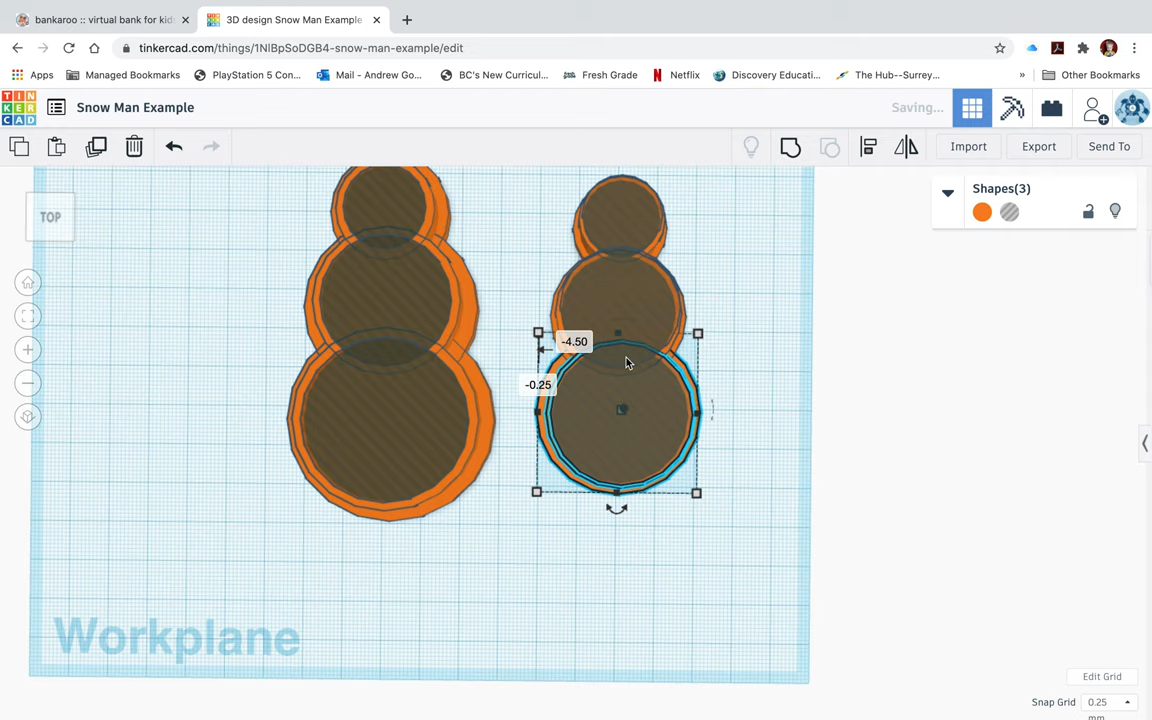 bankaroo :: virtual bank for kid
3D design Snow Man Example
tinkercad.com/things/1NlBpSoDGB4-snow-man-example/edit
Apps
Managed Bookmarks
PlayStation 5 Con...
Mail - Andrew Go...
BC's New Curricul...
Fresh Grade
Netflix
Discovery Educati...
The Hub--Surrey...
»
Other Bookmarks
TIN
KER
CAD
Snow Man Example
Saving...
Import
Export
Send To
TOP
Shapes(3)
-4.50
-0.25
Workplane
Edit Grid
Snap Grid
0.25
mm